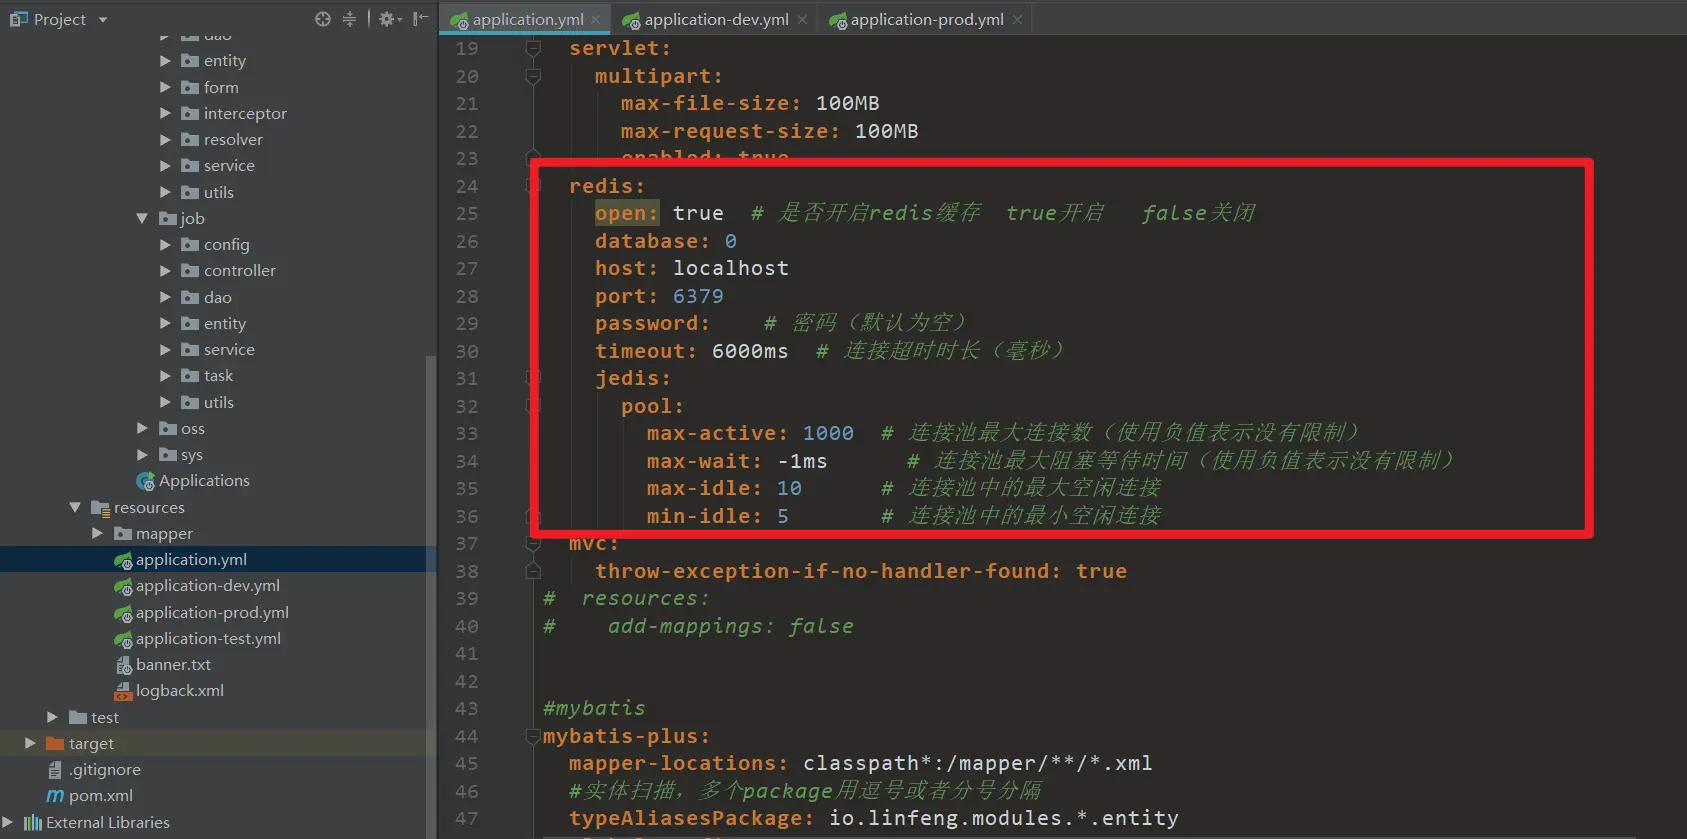 Project
dao
entity
form
interceptor
resolver
service
utils
job
config
controller
dao
entity
service
task
utils
oss
sys
Applications
resources
mapper
application.yml
application-dev.yml
application-prod.yml
application-test.yml
banner.txt
logback.xml
test
target
.gitignore
pom.xml
External Libraries
application.yml × application-dev.yml × application-prod.yml ×
19 servlet:
20 multipart:
21 max-file-size: 100MB
22 max-request-size: 100MB
23 enabled: true
24 redis:
25 open: true # 是否开启redis缓存 true开启 false关闭
26 database: 0
27 host: localhost
28 port: 6379
29 password: # 密码（默认为空）
30 timeout: 6000ms # 连接超时时长（毫秒）
31 jedis:
32 pool:
33 max-active: 1000 # 连接池最大连接数（使用负值表示没有限制）
34 max-wait: -1ms # 连接池最大阻塞等待时间（使用负值表示没有限制）
35 max-idle: 10 # 连接池中的最大空闲连接
36 min-idle: 5 # 连接池中的最小空闲连接
37 mvc:
38 throw-exception-if-no-handler-found: true
39 # resources:
40 # add-mappings: false
41
42
43 #mybatis
44 mybatis-plus:
45 mapper-locations: classpath*:/mapper/**/*.xml
46 #实体扫描，多个package用逗号或者分号分隔
47 typeAliasesPackage: io.linfeng.modules.*.entity